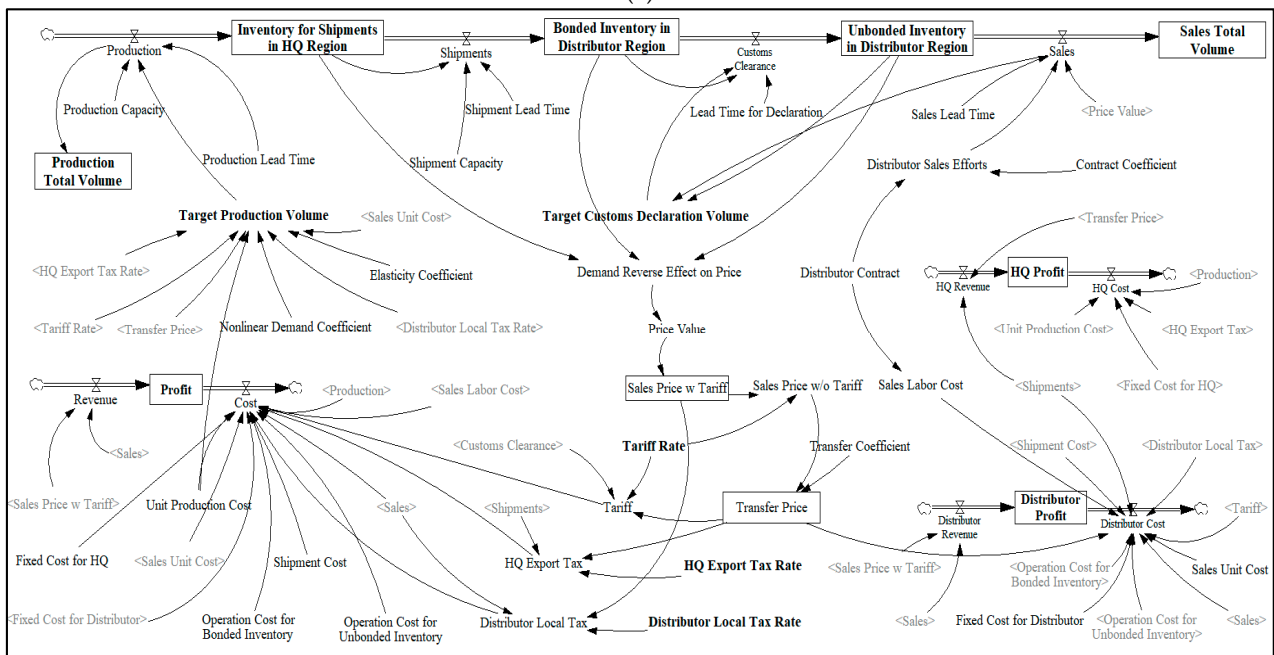 Inventory for Shipments
in HQ Region
Bonded Inventory in
Distributor Region
Unbonded Inventory
in Distributor Region
Sales Total
Volume
Production
Shipments
Customs
Clearance
Sales
Production Capacity
Shipment Lead Time
Lead Time for Declaration
Sales Lead Time
<Price Value>
Production
Total Volume
Production Lead Time
Shipment Capacity
Distributor Sales Efforts
Contract Coefficient
Target Production Volume
<Sales Unit Cost>
Target Customs Declaration Volume
<Transfer Price>
<HQ Export Tax Rate>
Elasticity Coefficient
Demand Reverse Effect on Price
Distributor Contract
HQ Revenue
HQ Profit
HQ Cost
<Production>
<Tariff Rate>
<Transfer Price>
Nonlinear Demand Coefficient
<Distributor Local Tax Rate>
Price Value
<Unit Production Cost>
<HQ Export Tax>
Revenue
Profit
Cost
<Production>
<Sales Labor Cost>
Sales Price w Tariff
Sales Price w/o Tariff
Sales Labor Cost
<Shipments>
<Fixed Cost for HQ>
<Sales>
<Customs Clearance>
Tariff Rate
Transfer Coefficient
<Shipment Cost>
<Distributor Local Tax>
<Sales Price w Tariff>
Unit Production Cost
<Sales>
<Shipments>
Tariff
Transfer Price
Distributor
Revenue
Distributor
Profit
Distributor Cost
<Tariff>
Fixed Cost for HQ
<Sales Unit Cost>
Shipment Cost
HQ Export Tax
HQ Export Tax Rate
<Sales Price w Tariff>
<Operation Cost for
Bonded Inventory>
Sales Unit Cost
<Fixed Cost for Distributor>
Operation Cost for
Bonded Inventory
Operation Cost for
Unbonded Inventory
Distributor Local Tax
Distributor Local Tax Rate
<Sales>
Fixed Cost for Distributor
<Operation Cost for
Unbonded Inventory>
<Sales>